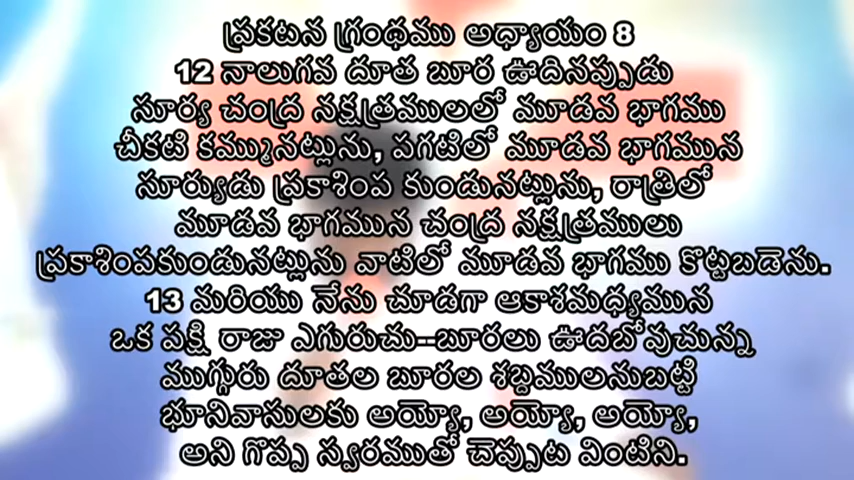 ప్రకటన గ్రంథము అధ్యాయం 8
12 నాలుగవ దూత బూర ఊదినప్పుడు
సూర్య చంద్ర నక్షత్రములలో మూడవ భాగము
చీకటి కమ్మునట్లును, పగటిలో మూడవ భాగమున
సూర్యుడు ప్రకాశింప కుండునట్లును, రాత్రిలో
మూడవ భాగమున చంద్ర నక్షత్రములు
ప్రకాశింపకుండునట్లును వాటిలో మూడవ భాగము కొట్టబడెను.
13 మరియు నేను చూడగా ఆకాశమధ్యమున
ఒక పక్షి రాజు ఎగురుచు--బూరలు ఊదబోవుచున్న
ముగ్గురు దూతల బూరల శబ్దములనుబట్టి
భూనివాసులకు అయ్యో, అయ్యో, అయ్యో,
అని గొప్ప స్వరముతో చెప్పుట వింటిని.